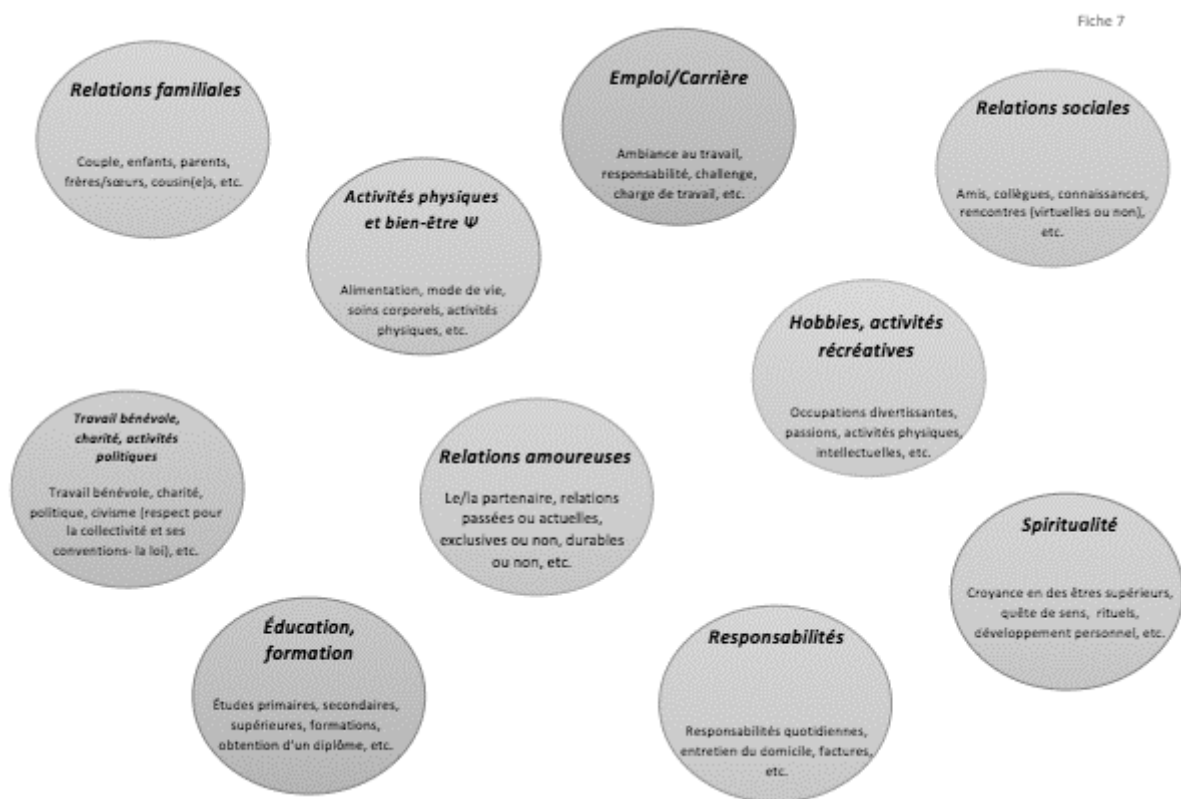 Fiche 7
Relations familiales
Couple, enfants, parents,
frères/sœurs, cousin(e)s, etc.
Activités physiques
et bien-être Ψ
Alimentation, mode de vie,
soins corporels, activités
physiques, etc.
Emploi/Carrière
Ambiance au travail,
responsabilité, challenge,
charge de travail, etc.
Relations sociales
Amis, collègues, connaissances,
rencontres (virtuelles ou non),
etc.
Hobbies, activités
récréatives
Occupations divertissantes,
passions, activités physiques,
intellectuelles, etc.
Travail bénévole,
charité, activités
politiques
Travail bénévole, charité,
politique, civisme (respect pour
la collectivité et ses
conventions- la loi), etc.
Relations amoureuses
Le/la partenaire, relations
passées ou actuelles,
exclusives ou non, durables
ou non, etc.
Spiritualité
Croyance en des êtres supérieurs,
quête de sens, rituels,
développement personnel, etc.
Éducation,
formation
Études primaires, secondaires,
supérieures, formations,
obtention d'un diplôme, etc.
Responsabilités
Responsabilités quotidiennes,
entretien du domicile, factures,
etc.